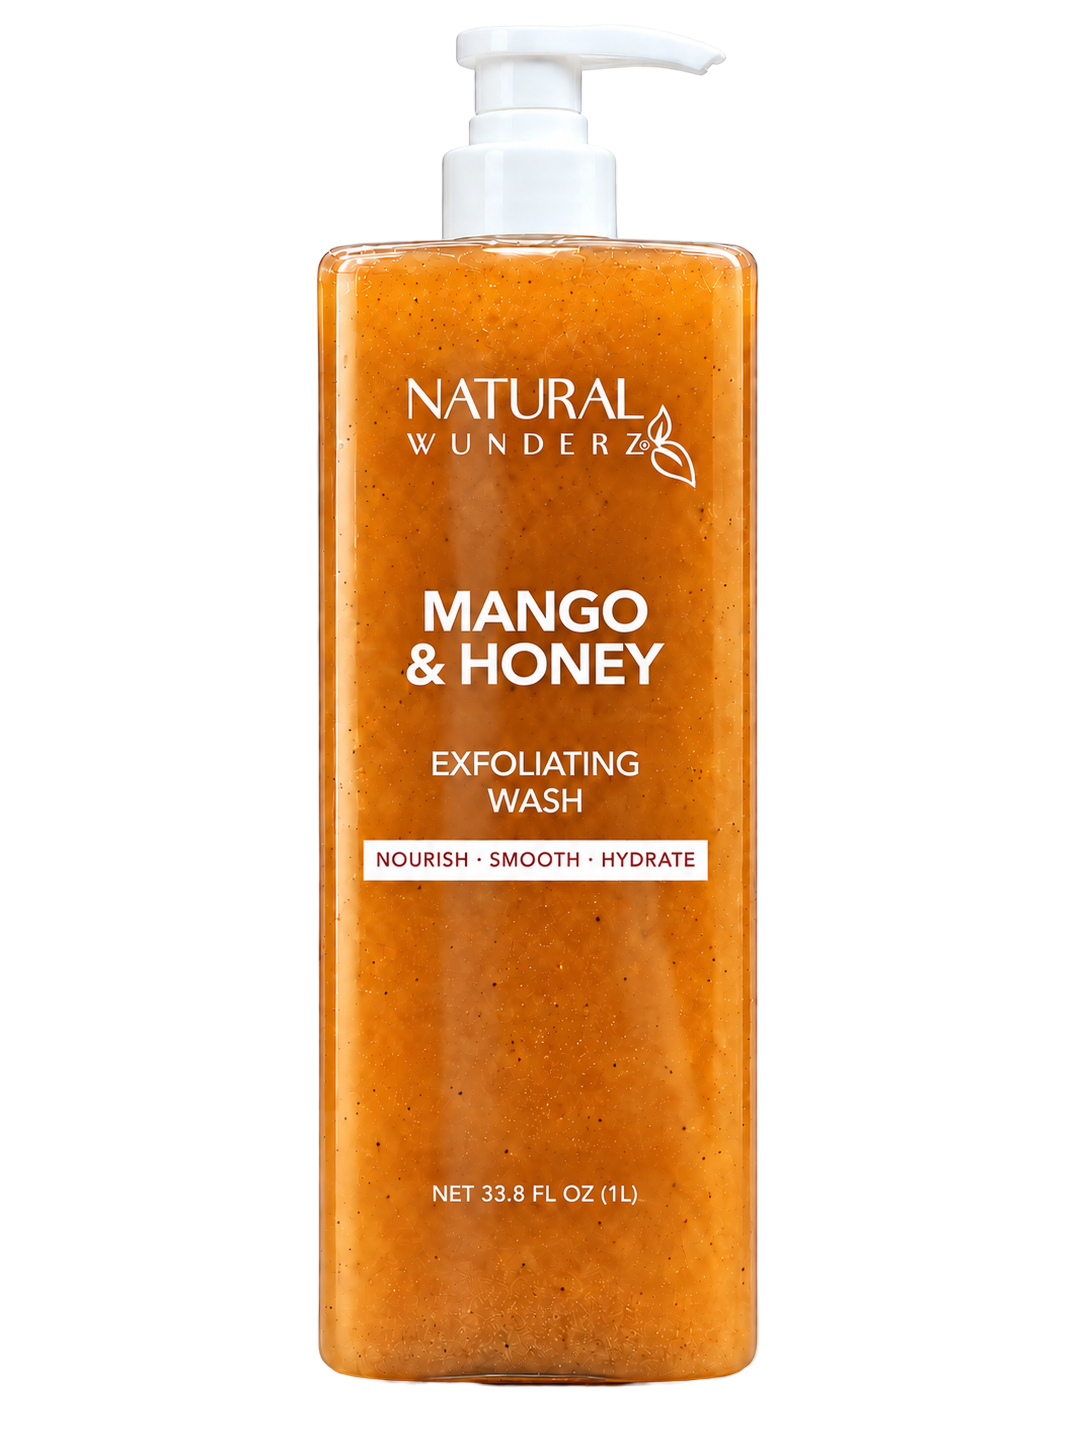 NATURAL
WUNDERZ®
MANGO
& HONEY
EXFOLIATING
WASH
NOURISH · SMOOTH · HYDRATE
NET 33.8 FL OZ (1L)